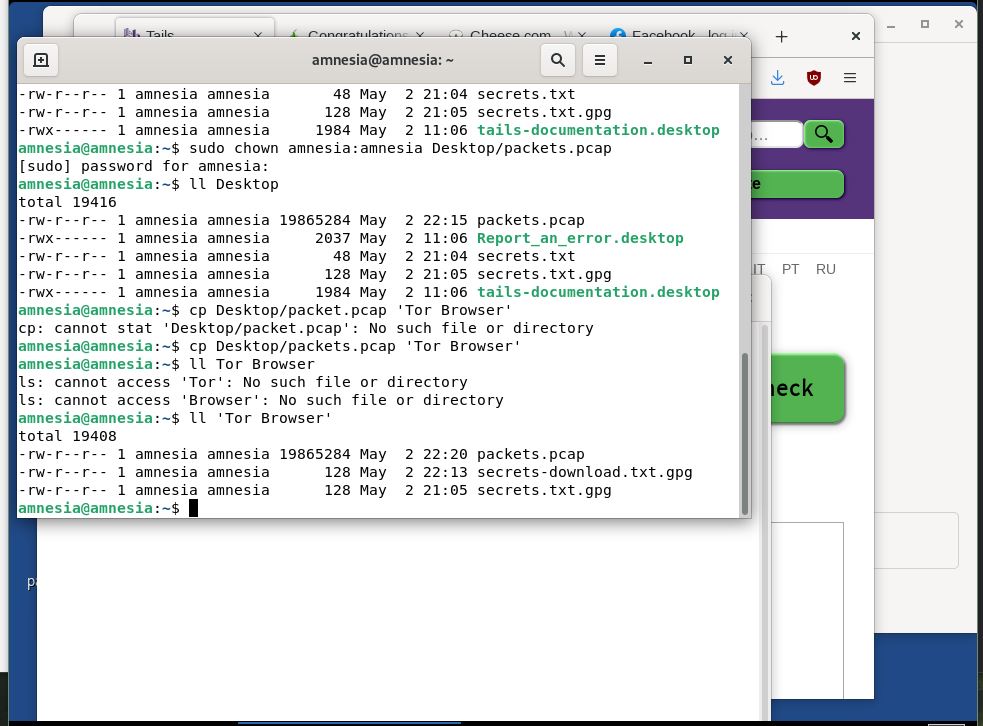 Tails
Congratulations
Cheese.com
Facebook
amnesia@amnesia: ~
-rw-r--r-- 1 amnesia amnesia       48 May  2 21:04 secrets.txt
-rw-r--r-- 1 amnesia amnesia      128 May  2 21:05 secrets.txt.gpg
-rwx------ 1 amnesia amnesia     1984 May  2 11:06 tails-documentation.desktop
amnesia@amnesia:~$ sudo chown amnesia:amnesia Desktop/packets.pcap
[sudo] password for amnesia:
amnesia@amnesia:~$ ll Desktop
total 19416
-rw-r--r-- 1 amnesia amnesia 19865284 May  2 22:15 packets.pcap
-rwx------ 1 amnesia amnesia     2037 May  2 11:06 Report_an_error.desktop
-rw-r--r-- 1 amnesia amnesia       48 May  2 21:04 secrets.txt
-rw-r--r-- 1 amnesia amnesia      128 May  2 21:05 secrets.txt.gpg
-rwx------ 1 amnesia amnesia     1984 May  2 11:06 tails-documentation.desktop
amnesia@amnesia:~$ cp Desktop/packet.pcap 'Tor Browser'
cp: cannot stat 'Desktop/packet.pcap': No such file or directory
amnesia@amnesia:~$ cp Desktop/packets.pcap 'Tor Browser'
amnesia@amnesia:~$ ll Tor Browser
ls: cannot access 'Tor': No such file or directory
ls: cannot access 'Browser': No such file or directory
amnesia@amnesia:~$ ll 'Tor Browser'
total 19408
-rw-r--r-- 1 amnesia amnesia 19865284 May  2 22:20 packets.pcap
-rw-r--r-- 1 amnesia amnesia      128 May  2 22:13 secrets-download.txt.gpg
-rw-r--r-- 1 amnesia amnesia      128 May  2 21:05 secrets.txt.gpg
amnesia@amnesia:~$
IT PT RU